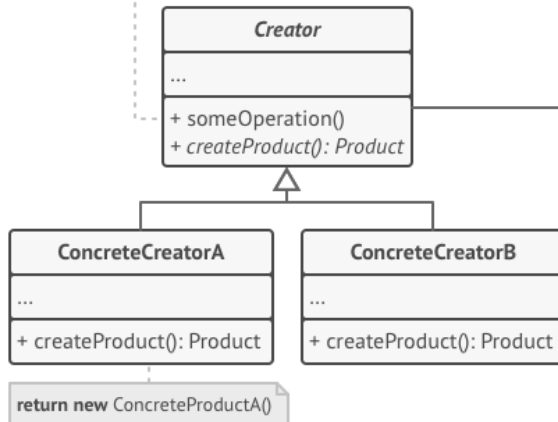 Creator
...
+ someOperation()
+ createProduct(): Product
ConcreteCreatorA
...
+ createProduct(): Product
ConcreteCreatorB
...
+ createProduct(): Product
return new ConcreteProductA()